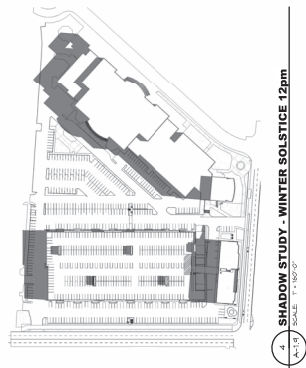 4
A-1.9
SHADOW STUDY - WINTER SOLSTICE 12pm
SCALE: 1" = 160'-0"